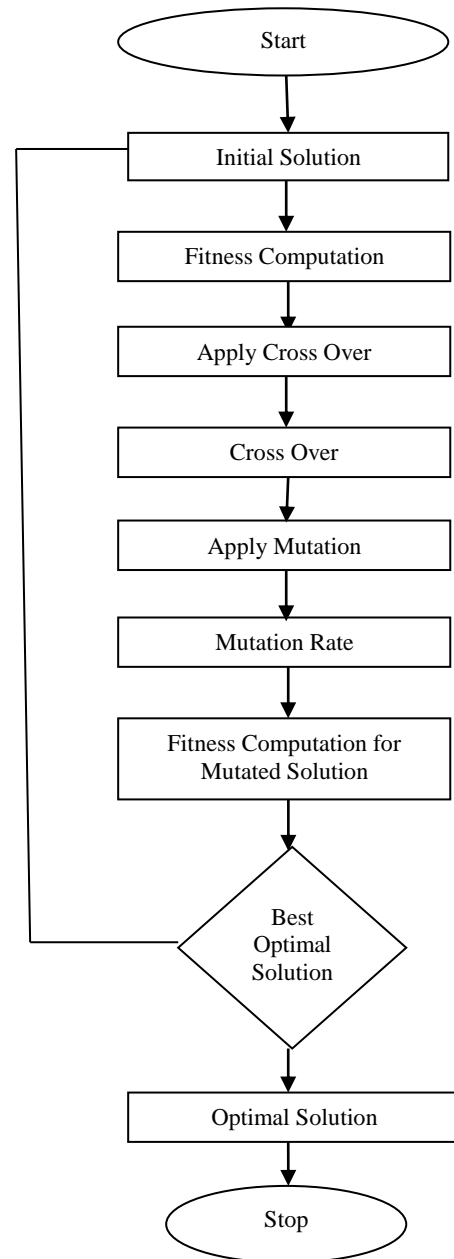 Start
Initial Solution
Fitness Computation
Apply Cross Over
Cross Over
Apply Mutation
Mutation Rate
Fitness Computation for
Mutated Solution
Best
Optimal
Solution
Optimal Solution
Stop